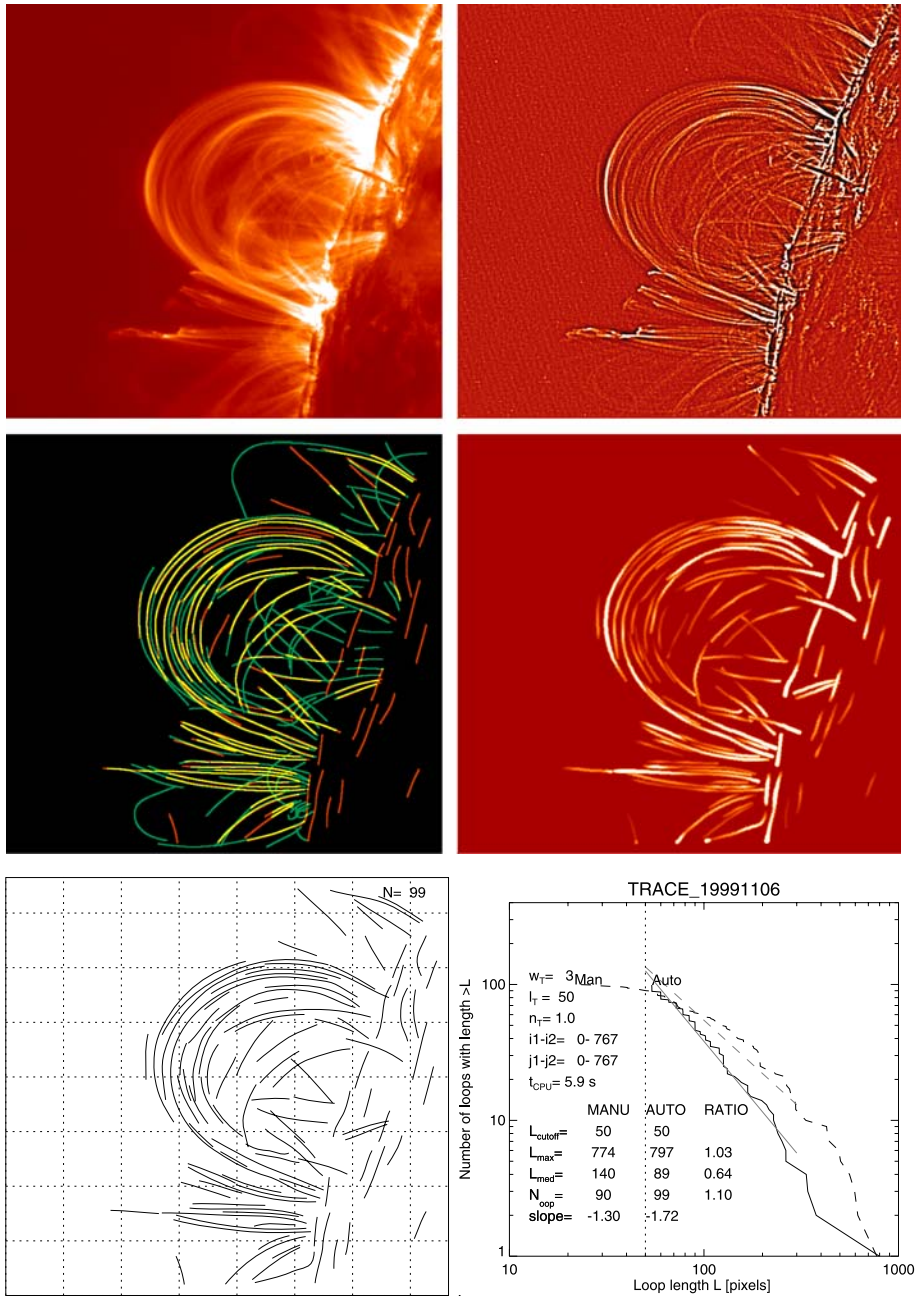 N= 99
TRACE_19991106
Number of loops with length >L
100
10
1
w_T= 3
Man
Auto
l_T= 50
n_T= 1.0
i1-i2= 0- 767
j1-j2= 0- 767
t_CPU= 5.9 s
MANU AUTO RATIO
L_cutoff= 50 50
L_max= 774 797 1.03
L_med= 140 89 0.64
N_oop= 90 99 1.10
slope= -1.30 -1.72
10 100 1000
Loop length L [pixels]